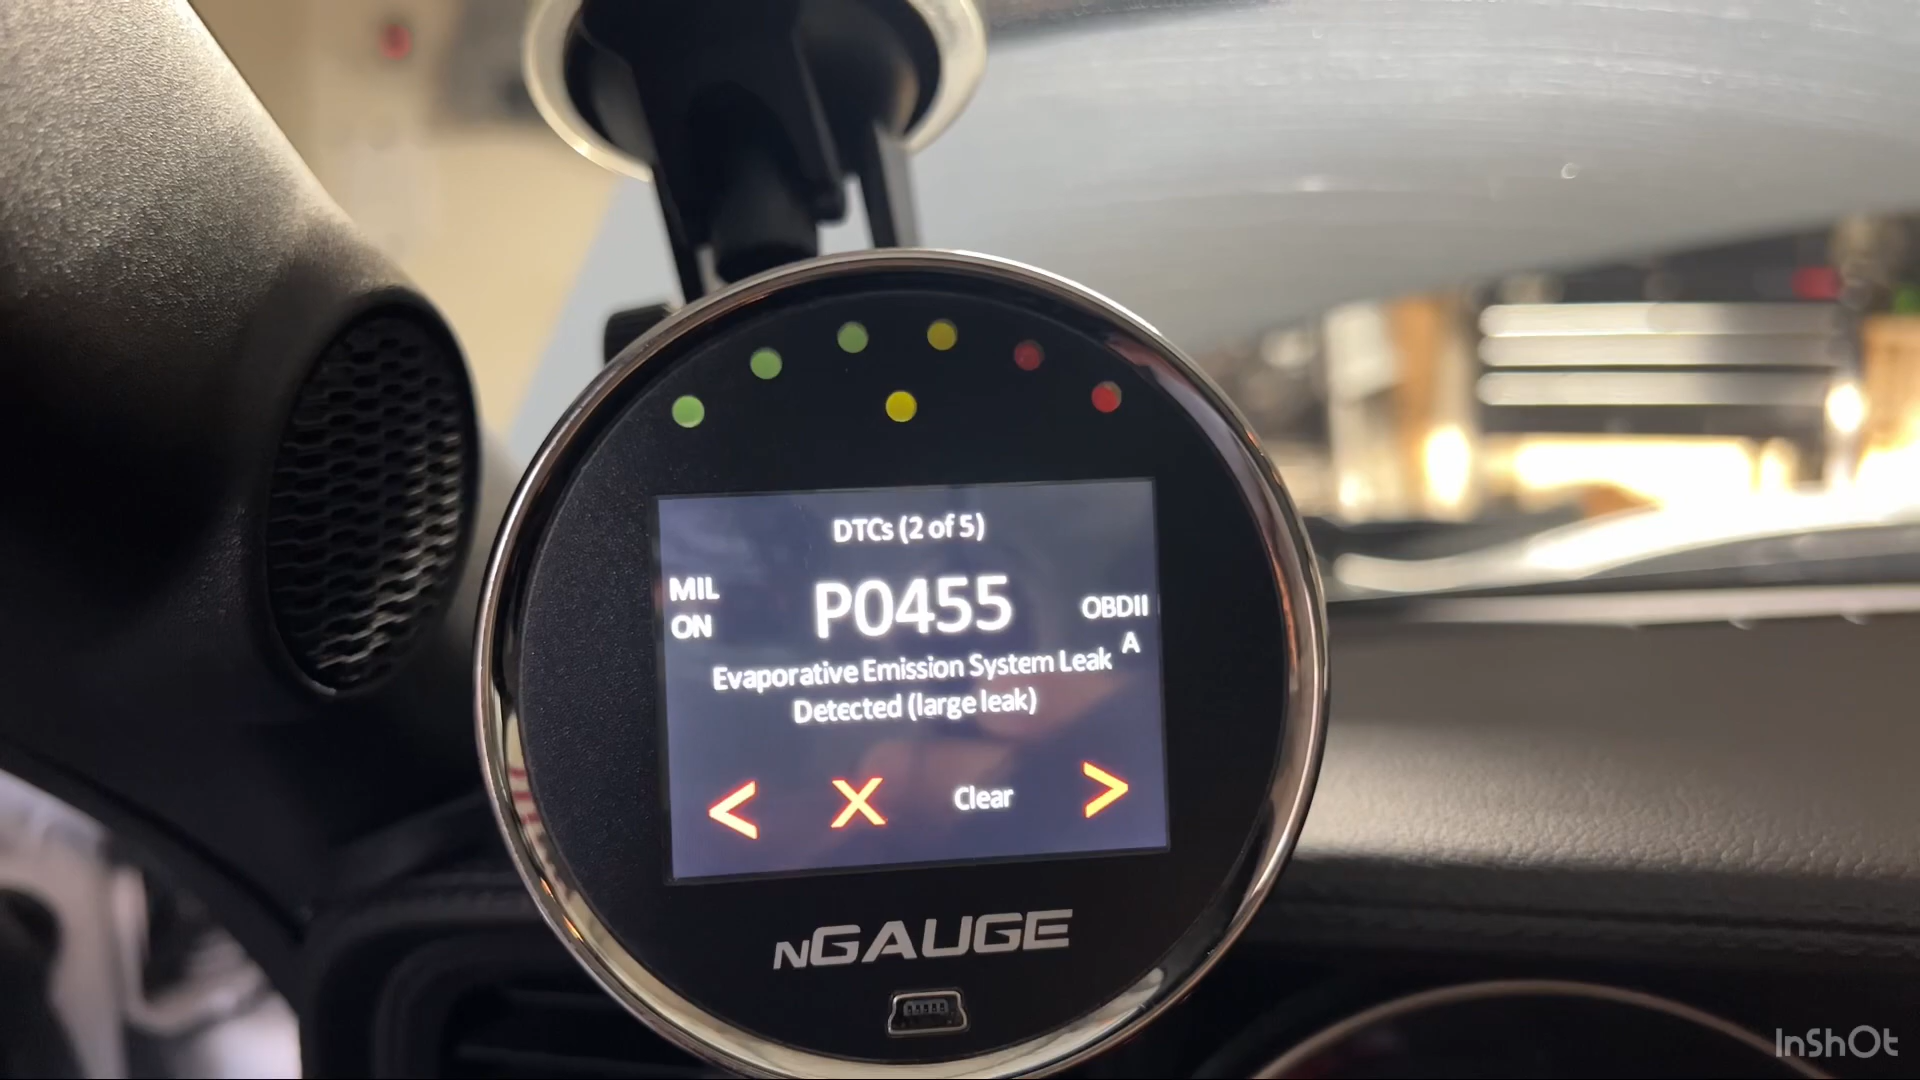 DTCs (2 of 5)
MIL
ON
P0455
OBDII
A
Evaporative Emission System Leak
Detected (large leak)
< X Clear >
nGAUGE
InShOt